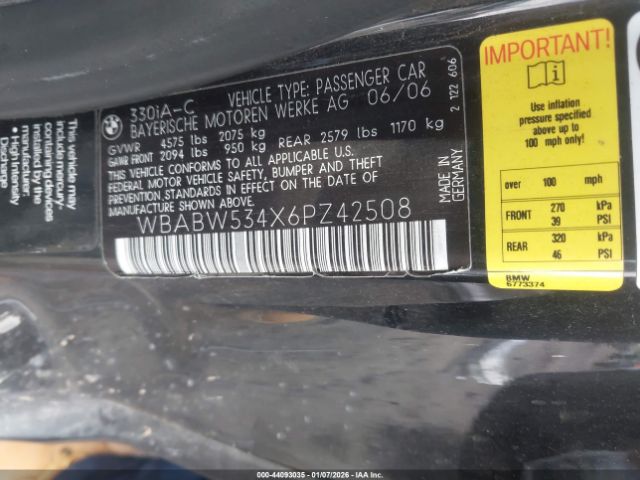 This vehicle may
include mercury-
containing
• High intensity
Discharge
BMW
330iA-C
VEHICLE TYPE: PASSENGER CAR
BAYERISCHE MOTOREN WERKE AG 06/06
GVWR 4575 lbs 2075 kg
GAWR FRONT 2094 lbs 950 kg REAR 2579 lbs 1170 kg
THIS VEHICLE CONFORMS TO ALL APPLICABLE U.S.
FEDERAL MOTOR VEHICLE SAFETY, BUMPER AND THEFT
PREVENTION STANDARDS IN EFFECT ON THE DATE OF
MANUFACTURE SHOWN ABOVE.
WBABW534X6PZ42508
MADE IN
GERMANY
2 122 606
IMPORTANT!
Use inflation
pressures
specified
above up to
100 mph only!
over 100 mph
FRONT 270 kPa
39 PSI
REAR 320 kPa
46 PSI
BMW
6773374
000-44093035 | 01/07/2026 | IAA Inc.